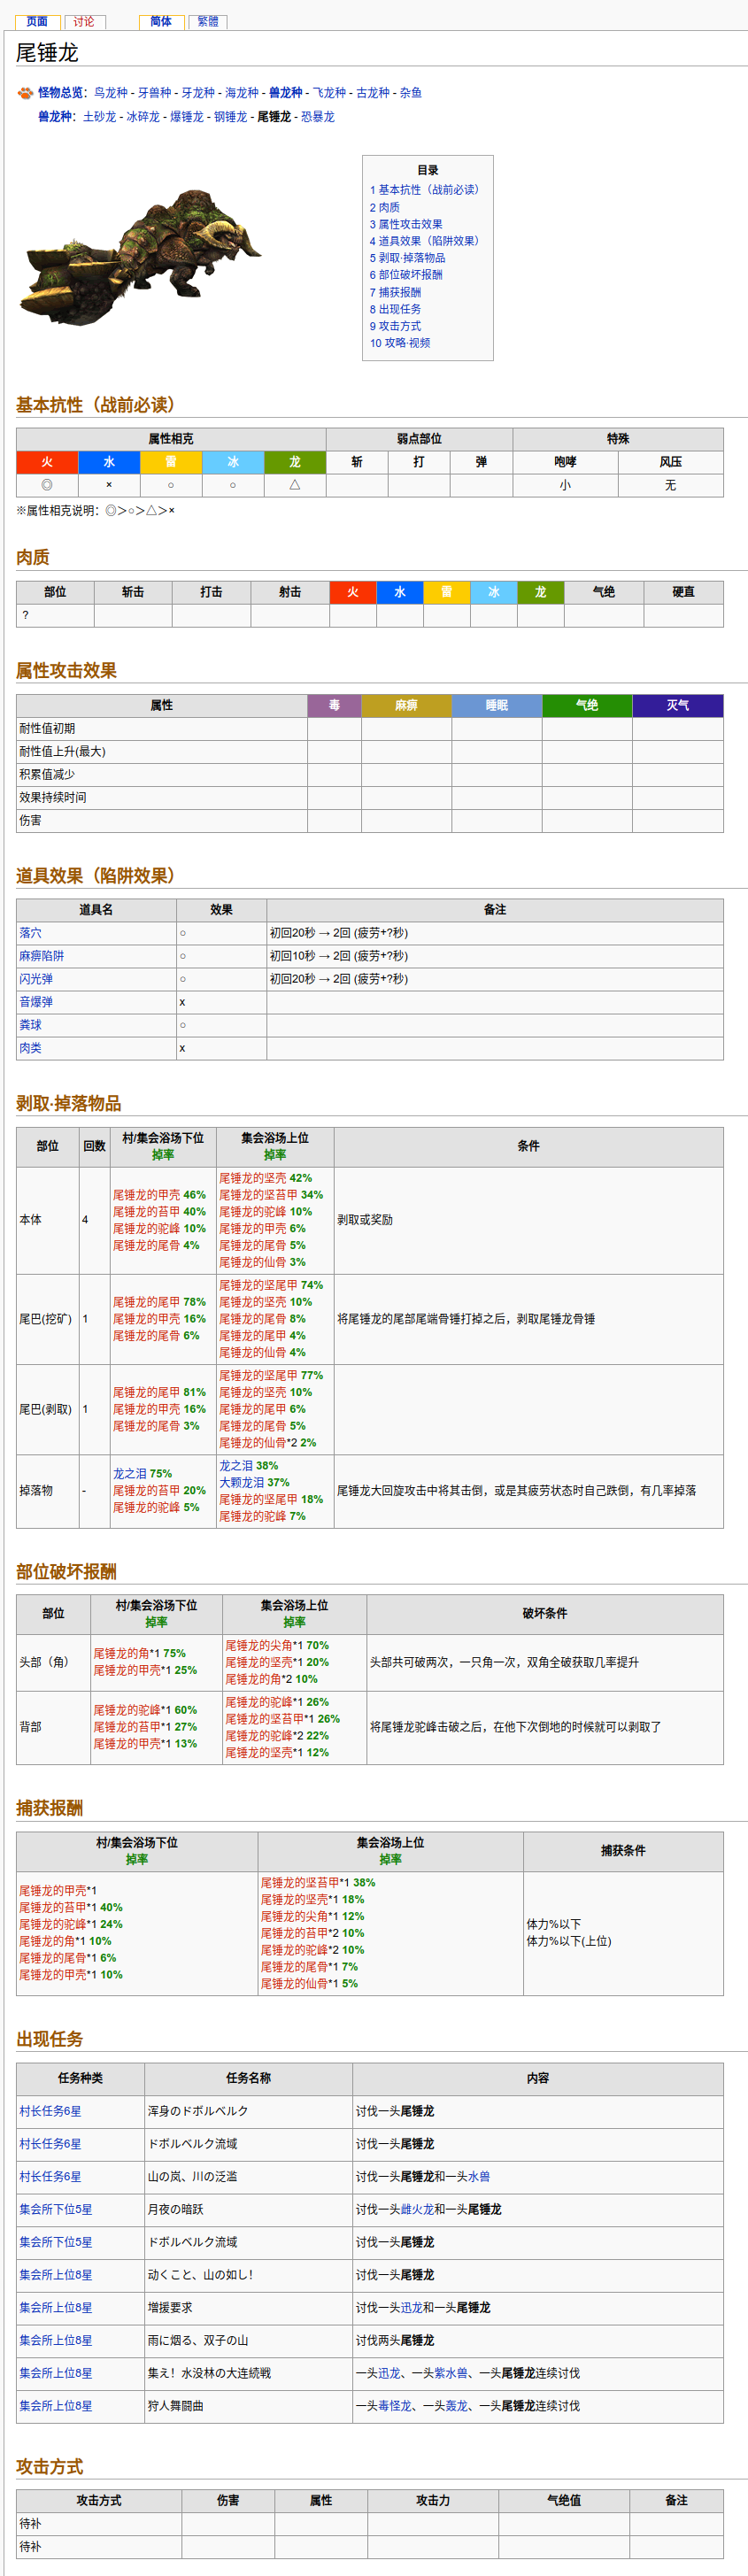 页面 讨论 简体 繁體
尾锤龙
怪物总览：鸟龙种 - 牙兽种 - 牙龙种 - 海龙种 - 兽龙种 - 飞龙种 - 古龙种 - 杂鱼
兽龙种：土砂龙 - 冰碎龙 - 爆锤龙 - 钢锤龙 - 尾锤龙 - 恐暴龙
目录
1 基本抗性（战前必读）
2 肉质
3 属性攻击效果
4 道具效果（陷阱效果）
5 剥取·掉落物品
6 部位破坏报酬
7 捕获报酬
8 出现任务
9 攻击方式
10 攻略·视频
基本抗性（战前必读）
属性相克 弱点部位 特殊
火 水 雷 冰 龙 斩 打 弹 咆哮 风压
◎ × ○ ○ △ 小 无
※属性相克说明：◎＞○＞△＞×
肉质
部位 斩击 打击 射击 火 水 雷 冰 龙 气绝 硬直
?
属性攻击效果
属性 毒 麻痹 睡眠 气绝 灭气
耐性值初期
耐性值上升(最大)
积累值减少
效果持续时间
伤害
道具效果（陷阱效果）
道具名 效果 备注
落穴 ○ 初回20秒 → 2回 (疲劳+?秒)
麻痹陷阱 ○ 初回10秒 → 2回 (疲劳+?秒)
闪光弹 ○ 初回20秒 → 2回 (疲劳+?秒)
音爆弹 x
粪球 ○
肉类 x
剥取·掉落物品
部位 回数 村/集会浴场下位 掉率 集会浴场上位 掉率 条件
本体 4
尾锤龙的甲壳 46%
尾锤龙的苔甲 40%
尾锤龙的驼峰 10%
尾锤龙的尾骨 4%
尾锤龙的坚壳 42%
尾锤龙的坚苔甲 34%
尾锤龙的驼峰 10%
尾锤龙的甲壳 6%
尾锤龙的尾骨 5%
尾锤龙的仙骨 3%
剥取或奖励
尾巴(挖矿) 1
尾锤龙的尾甲 78%
尾锤龙的甲壳 16%
尾锤龙的尾骨 6%
尾锤龙的坚尾甲 74%
尾锤龙的坚壳 10%
尾锤龙的尾骨 8%
尾锤龙的尾甲 4%
尾锤龙的仙骨 4%
将尾锤龙的尾部尾端骨锤打掉之后，剥取尾锤龙骨锤
尾巴(剥取) 1
尾锤龙的尾甲 81%
尾锤龙的甲壳 16%
尾锤龙的尾骨 3%
尾锤龙的坚尾甲 77%
尾锤龙的坚壳 10%
尾锤龙的尾甲 6%
尾锤龙的尾骨 5%
尾锤龙的仙骨*2 2%
掉落物 -
龙之泪 75%
尾锤龙的苔甲 20%
尾锤龙的驼峰 5%
龙之泪 38%
大颗龙泪 37%
尾锤龙的坚尾甲 18%
尾锤龙的驼峰 7%
尾锤龙大回旋攻击中将其击倒，或是其疲劳状态时自己跌倒，有几率掉落
部位破坏报酬
部位 村/集会浴场下位 掉率 集会浴场上位 掉率 破坏条件
头部（角）
尾锤龙的角*1 75%
尾锤龙的甲壳*1 25%
尾锤龙的尖角*1 70%
尾锤龙的坚壳*1 20%
尾锤龙的角*2 10%
头部共可破两次，一只角一次，双角全破获取几率提升
背部
尾锤龙的驼峰*1 60%
尾锤龙的苔甲*1 27%
尾锤龙的甲壳*1 13%
尾锤龙的驼峰*1 26%
尾锤龙的坚苔甲*1 26%
尾锤龙的驼峰*2 22%
尾锤龙的坚壳*1 12%
将尾锤龙驼峰击破之后，在他下次倒地的时候就可以剥取了
捕获报酬
村/集会浴场下位 掉率 集会浴场上位 掉率 捕获条件
尾锤龙的甲壳*1
尾锤龙的苔甲*1 40%
尾锤龙的驼峰*1 24%
尾锤龙的角*1 10%
尾锤龙的尾骨*1 6%
尾锤龙的甲壳*1 10%
尾锤龙的坚苔甲*1 38%
尾锤龙的坚壳*1 18%
尾锤龙的尖角*1 12%
尾锤龙的苔甲*2 10%
尾锤龙的驼峰*2 10%
尾锤龙的尾骨*1 7%
尾锤龙的仙骨*1 5%
体力%以下
体力%以下(上位)
出现任务
任务种类 任务名称 内容
村长任务6星 浑身のドボルベルク 讨伐一头尾锤龙
村长任务6星 ドボルベルク流域 讨伐一头尾锤龙
村长任务6星 山の岚、川の泛滥 讨伐一头尾锤龙和一头水兽
集会所下位5星 月夜の暗跃 讨伐一头雌火龙和一头尾锤龙
集会所下位5星 ドボルベルク流域 讨伐一头尾锤龙
集会所上位8星 动くこと、山の如し！ 讨伐一头尾锤龙
集会所上位8星 増援要求 讨伐一头迅龙和一头尾锤龙
集会所上位8星 雨に烟る、双子の山 讨伐两头尾锤龙
集会所上位8星 集え！水没林の大连続戦 一头迅龙、一头紫水兽、一头尾锤龙连续讨伐
集会所上位8星 狩人舞闘曲 一头毒怪龙、一头轰龙、一头尾锤龙连续讨伐
攻击方式
攻击方式 伤害 属性 攻击力 气绝值 备注
待补
待补